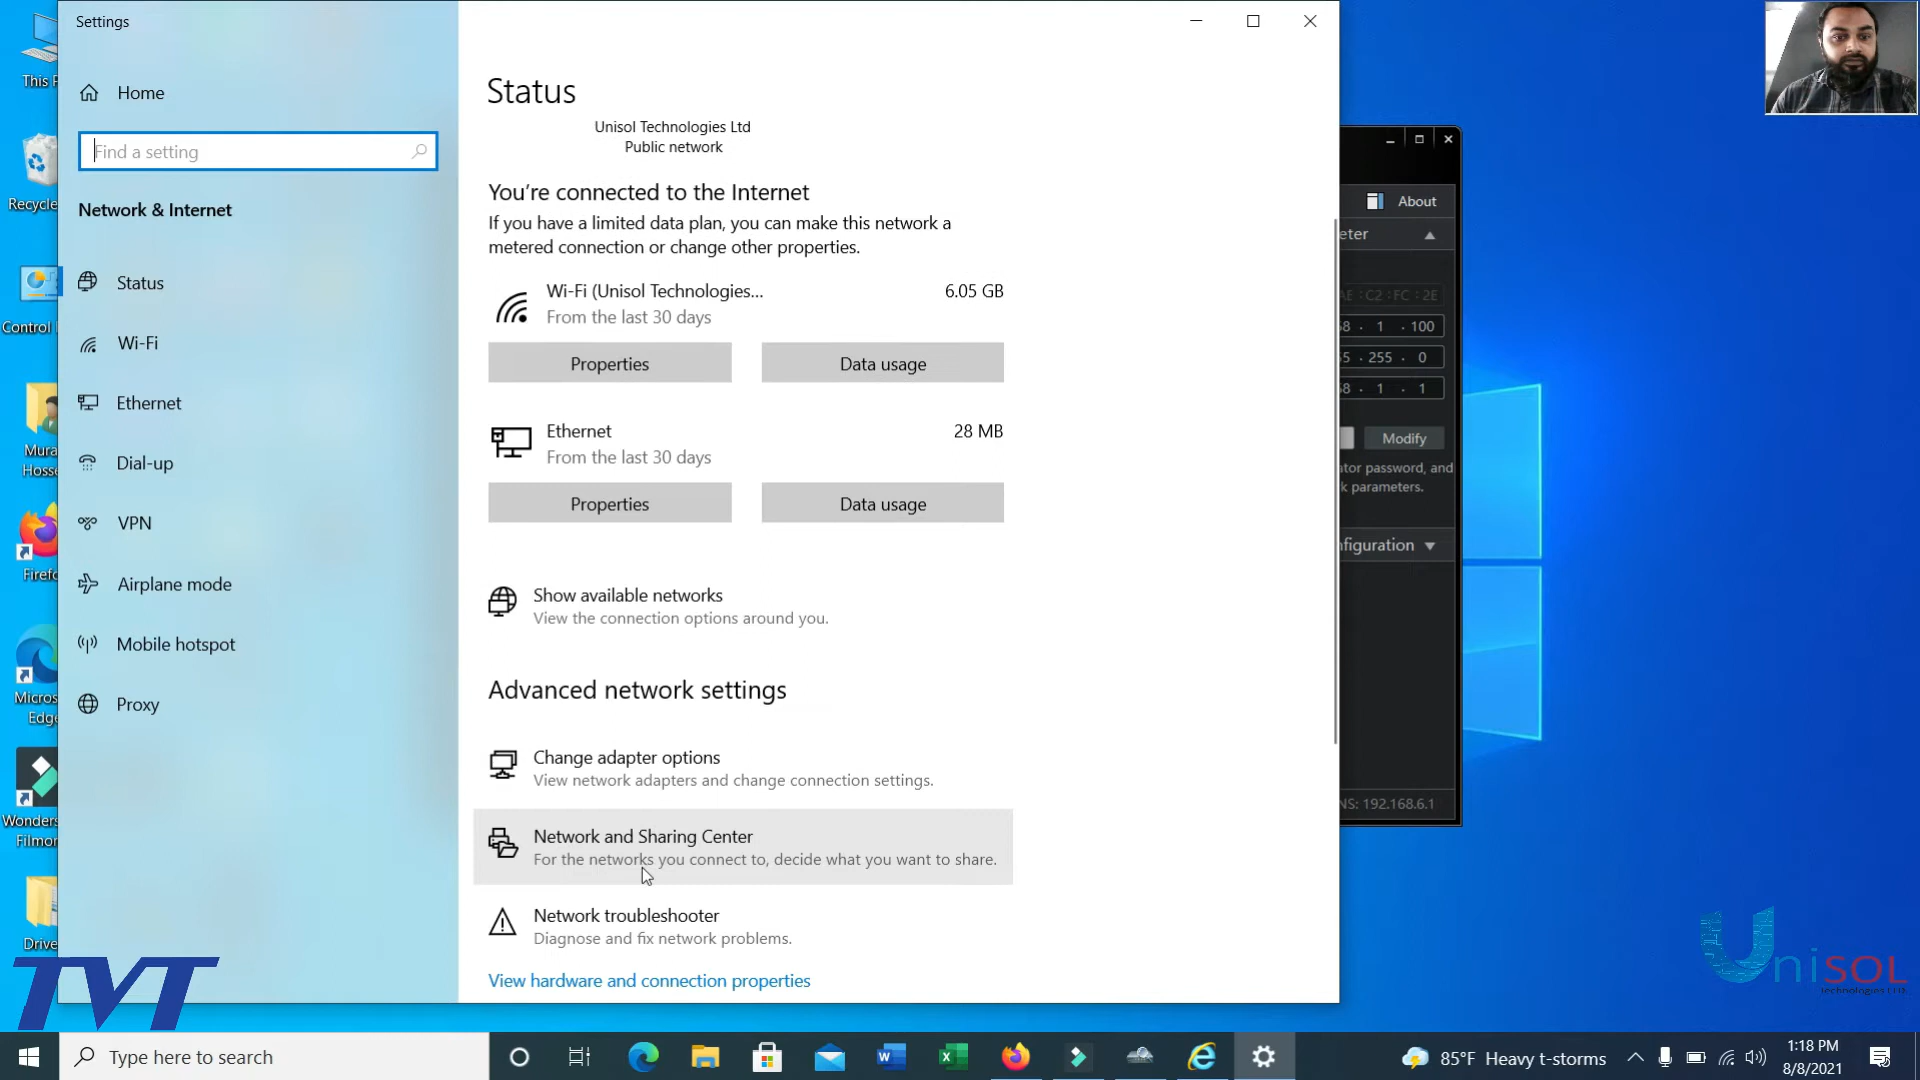 Settings
Home
Find a setting
Network & Internet
Status
Wi-Fi
Ethernet
Dial-up
VPN
Airplane mode
Mobile hotspot
Proxy
Status
Unisol Technologies Ltd
Public network
You're connected to the Internet
If you have a limited data plan, you can make this network a
metered connection or change other properties.
Wi-Fi (Unisol Technologies...
6.05 GB
From the last 30 days
Properties
Data usage
Ethernet
28 MB
From the last 30 days
Properties
Data usage
Show available networks
View the connection options around you.
Advanced network settings
Change adapter options
View network adapters and change connection settings.
Network and Sharing Center
For the networks you connect to, decide what you want to share.
Network troubleshooter
Diagnose and fix network problems.
View hardware and connection properties
About
eter
AE : C2 : FC : 2E
8 . 1 . 100
5 . 255 . 0
8 . 1 . 1
Modify
tor password, and
k parameters.
figuration
NS: 192.168.6.1
This P
Recycle
Control
Mura
Hosse
Firefo
Micros
Edge
Wonders
Filmor
Drive
TVT
UniSOL
Technologies LTD
Type here to search
85°F Heavy t-storms
1:18 PM
8/8/2021